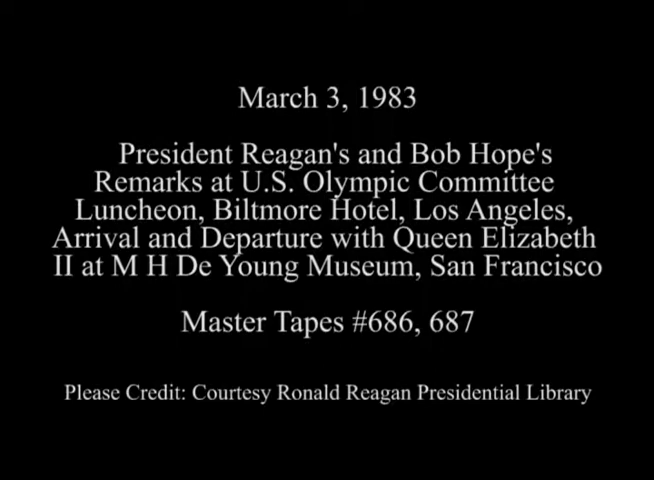 March 3, 1983
President Reagan's and Bob Hope's
Remarks at U.S. Olympic Committee
Luncheon, Biltmore Hotel, Los Angeles,
Arrival and Departure with Queen Elizabeth
II at M H De Young Museum, San Francisco
Master Tapes #686, 687
Please Credit: Courtesy Ronald Reagan Presidential Library